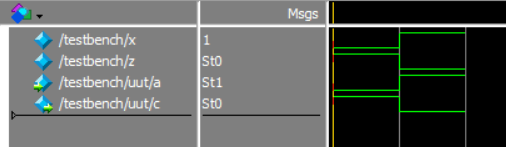 Msgs
/testbench/x 1
/testbench/z St0
/testbench/uut/a St1
/testbench/uut/c St0